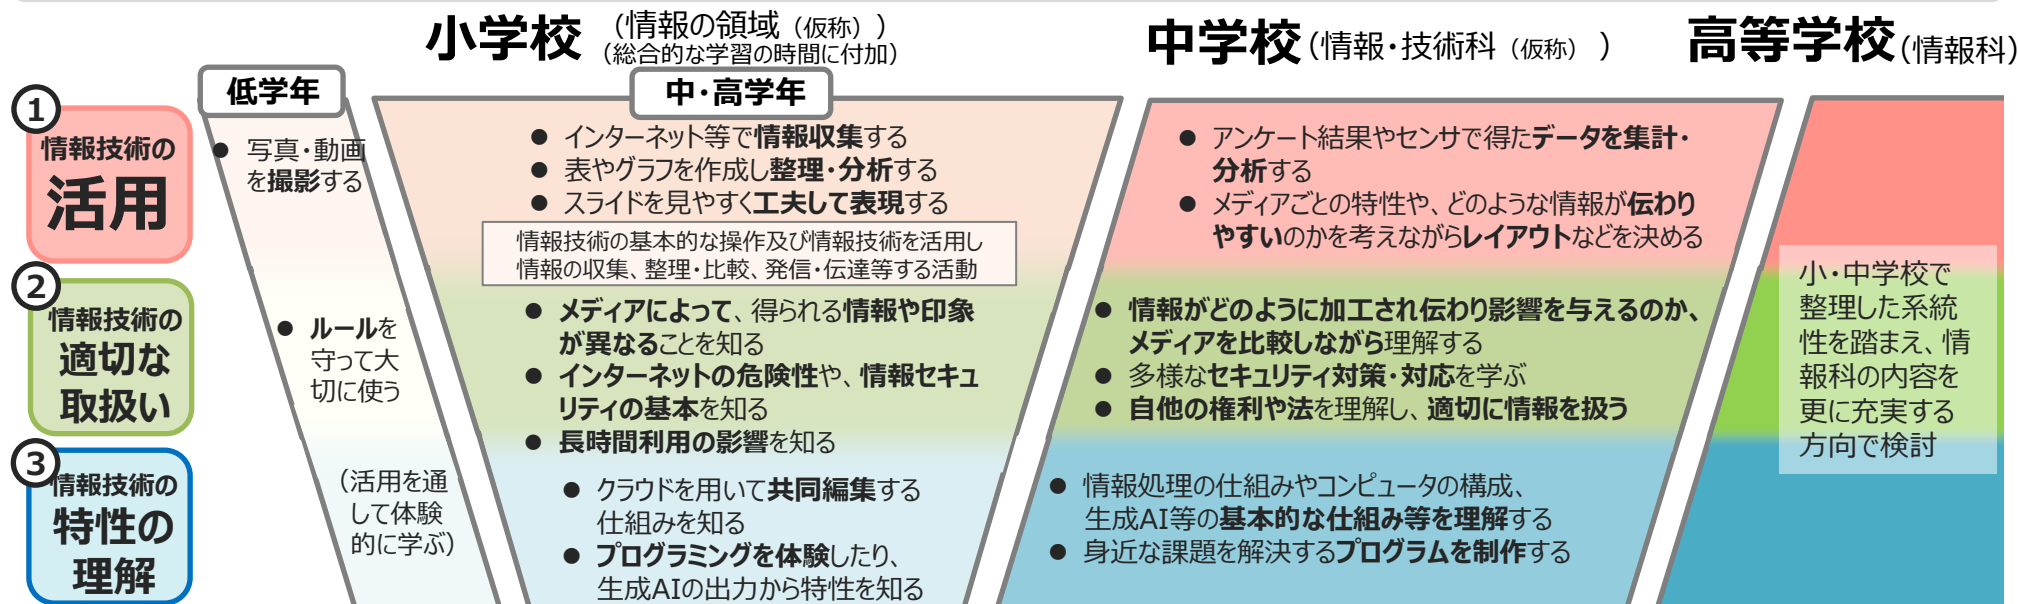 小学校 (情報の領域（仮称）)
（総合的な学習の時間に付加）
中学校(情報・技術科（仮称）)
高等学校(情報科)
低学年
中・高学年
①
情報技術の
活用
● 写真・動画
を撮影する
● インターネット等で情報収集する
● 表やグラフを作成し整理・分析する
● スライドを見やすく工夫して表現する
情報技術の基本的な操作及び情報技術を活用し
情報の収集、整理・比較、発信・伝達等する活動
● アンケート結果やセンサで得たデータを集計・
分析する
● メディアごとの特性や、どのような情報が伝わり
やすいのかを考えながらレイアウトなどを決める
②
情報技術の
適切な
取扱い
● ルールを
守って大
切に使う
● メディアによって、得られる情報や印象
が異なることを知る
● インターネットの危険性や、情報セキュ
リティの基本を知る
● 長時間利用の影響を知る
● 情報がどのように加工され伝わり影響を与えるのか、
メディアを比較しながら理解する
● 多様なセキュリティ対策・対応を学ぶ
● 自他の権利や法を理解し、適切に情報を扱う
小・中学校で
整理した系統
性を踏まえ、情
報科の内容を
更に充実する
方向で検討
③
情報技術の
特性の
理解
（活用を通
して体験
的に学ぶ）
● クラウドを用いて共同編集する
仕組みを知る
● プログラミングを体験したり、
生成AIの出力から特性を知る
● 情報処理の仕組みやコンピュータの構成、
生成AI等の基本的な仕組み等を理解する
● 身近な課題を解決するプログラムを制作する